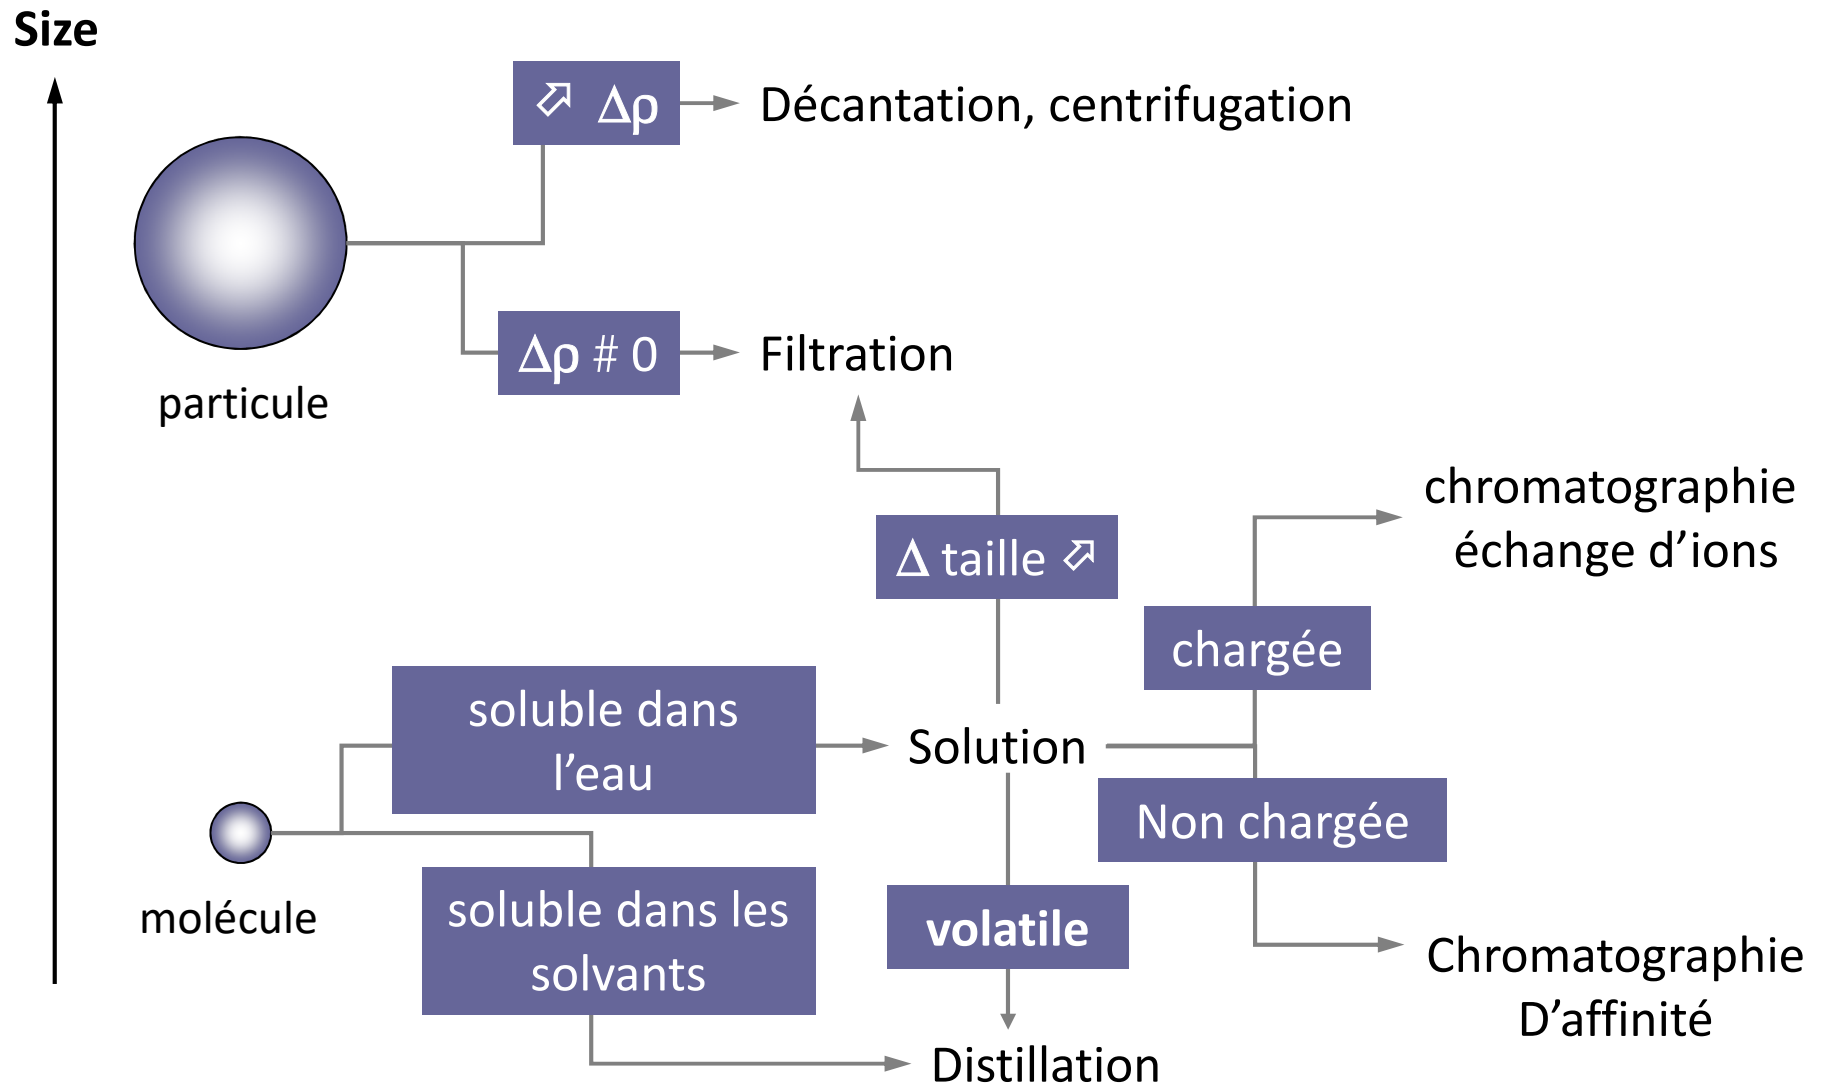 Size
⬀ Δρ
Décantation, centrifugation
Δρ # 0
Filtration
particule
Δ taille ⬀
chromatographie
échange d’ions
chargée
soluble dans
l’eau
Solution
Non chargée
molécule
soluble dans les
solvants
volatile
Chromatographie
D’affinité
Distillation